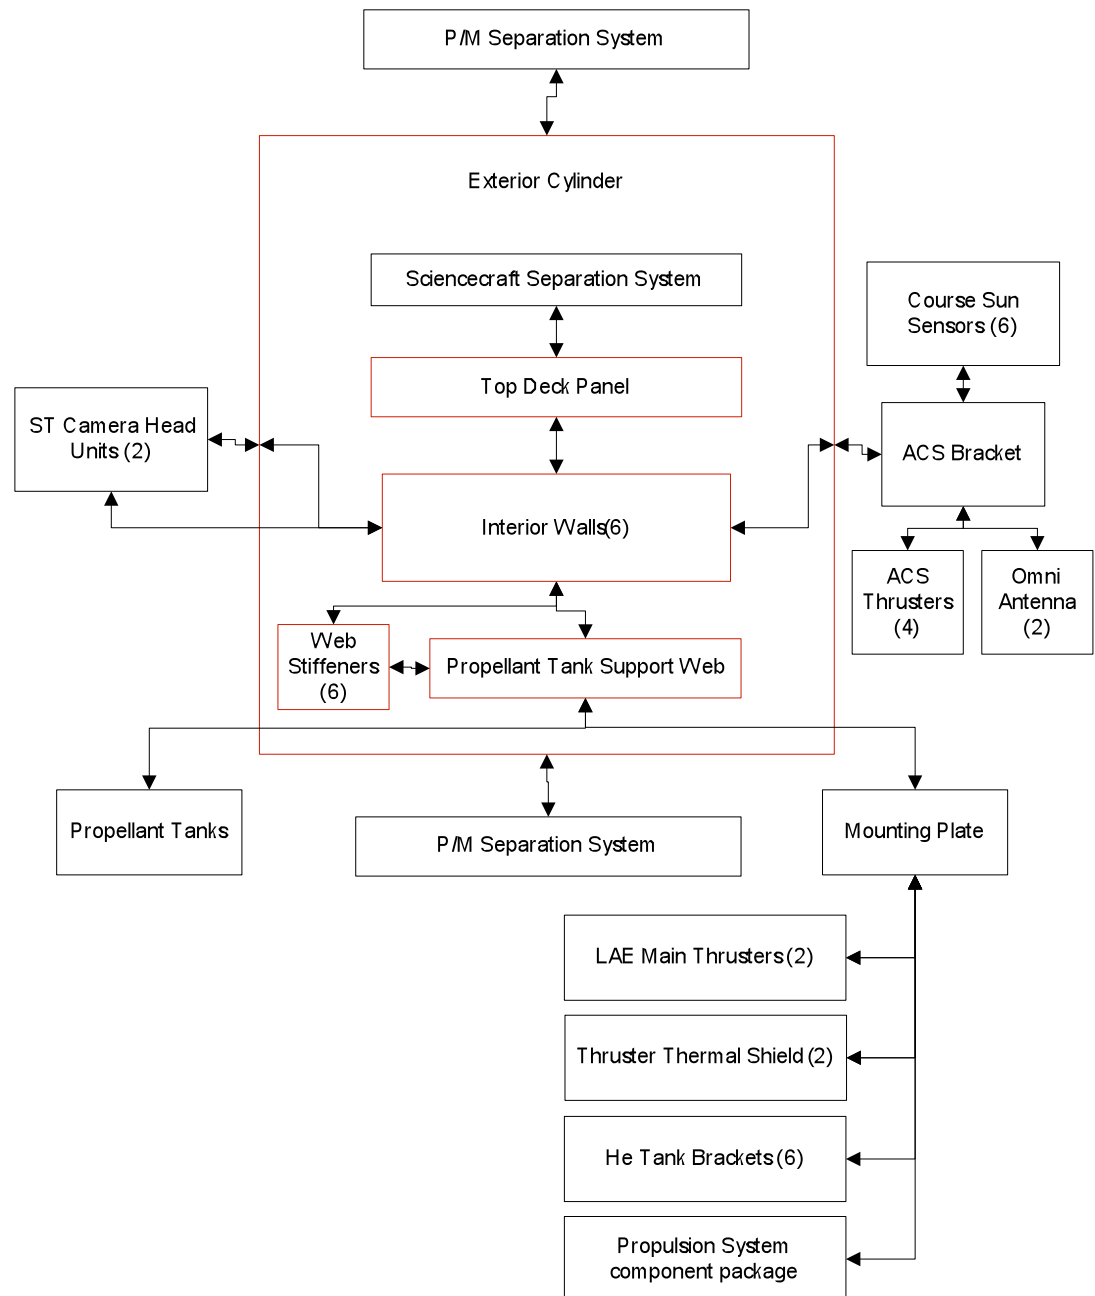 P/M Separation System
Exterior Cylinder
Sciencecraft Separation System
Course Sun
Sensors (6)
Top Deck Panel
ST Camera Head
Units (2)
ACS Bracket
Interior Walls(6)
ACS
Thrusters
(4)
Omni
Antenna
(2)
Web
Stiffeners
(6)
Propellant Tank Support Web
Propellant Tanks
P/M Separation System
Mounting Plate
LAE Main Thrusters (2)
Thruster Thermal Shield (2)
He Tank Brackets (6)
Propulsion System
component package